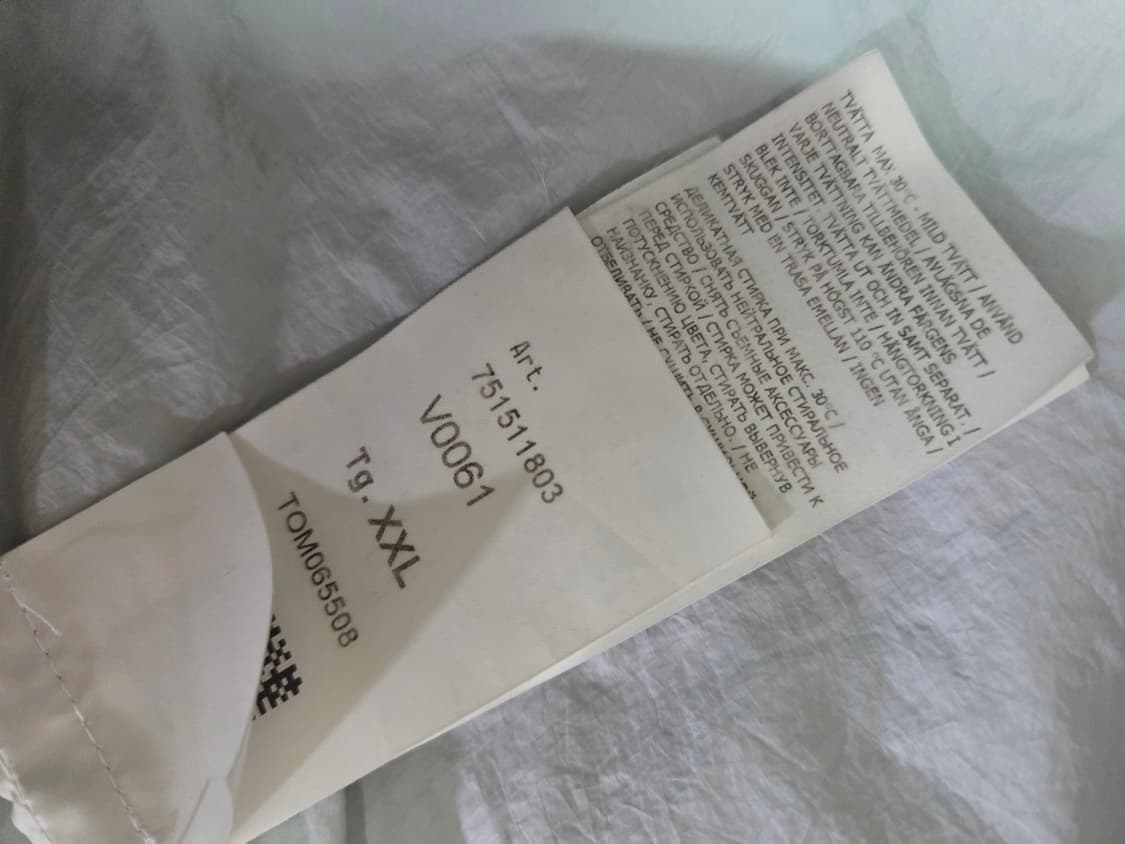 Art.
751511803
V0061
Tg. XXL
TOM065508
TVÄTTA MAX 30°C - MILD TVÄTT / ANVÄND
NEUTRALT TVÄTTMEDEL / AVLÄGSNA DE
BORTTAGBARA TILLBEHÖREN INNAN TVÄTT /
VARJE TVÄTTNING KAN ÄNDRA FÄRGENS
INTENSITET. TVÄTTA UT OCH IN SAMT SEPARAT. /
BLEK INTE / TORKTUMLA INTE / HÄNGTORKNING I
SKUGGAN / STRYK PÅ HÖGST 110 °C UTAN ÅNGA /
STRYK MED EN TRASA EMELLAN / INGEN
KEMTVÄTT
ДЕЛИКАТНАЯ СТИРКА ПРИ МАКС. 30°C /
ИСПОЛЬЗОВАТЬ НЕЙТРАЛЬНОЕ СТИРАЛЬНОЕ
СРЕДСТВО / СНЯТЬ СЪЕМНЫЕ АКСЕССУАРЫ
ПЕРЕД СТИРКОЙ / СТИРКА МОЖЕТ ПРИВЕСТИ К
ПОТУСКНЕНИЮ ЦВЕТА, СТИРАТЬ ВЫВЕРНУВ
НАИЗНАНКУ, СТИРАТЬ ОТДЕЛЬНО. / НЕ
ОТБЕЛИВАТЬ / НЕ СУШИТЬ В